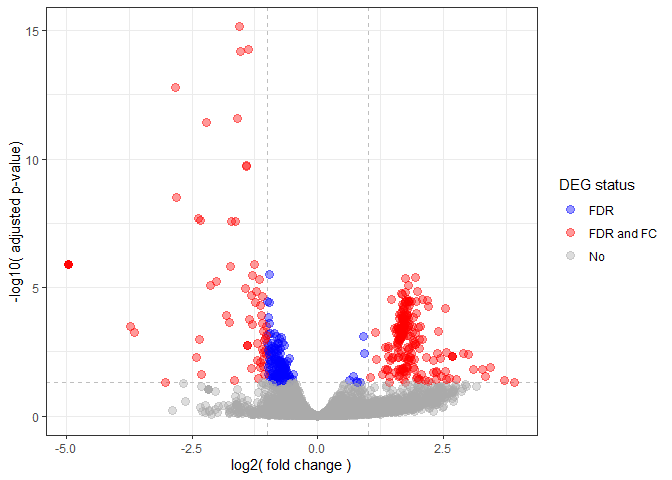 15
10
5
0
-log10( adjusted p-value)
-5.0
-2.5
0.0
2.5
log2( fold change )
DEG status
FDR
FDR and FC
No